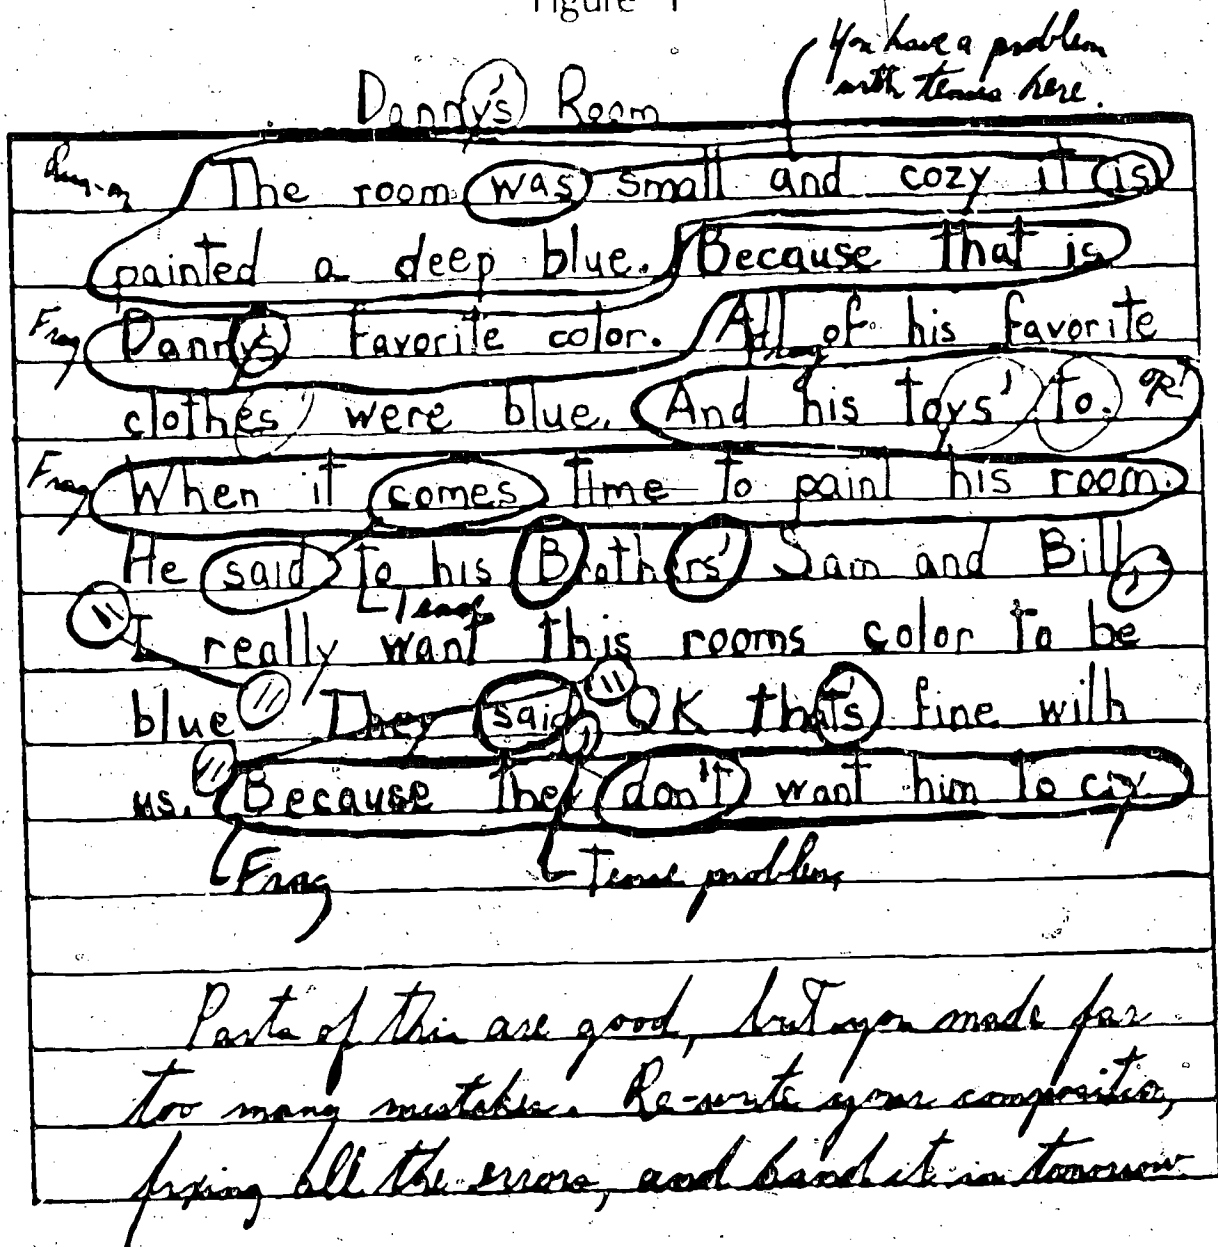 Figure 1
You have a problem
with tenses here.
Danny's Room
Run-on
The room was small and cozy it is
painted a deep blue. Because that is
Frag
Danny's favorite color. All of his favorite
Frag
clothes' were blue. And his toys' to.
Frag
When it comes time to paint his room.
He said to his Brothers' Sam and Bill,
Tense
" I really want this rooms color to be
blue " They said, " OK that's fine with
us. " Because they don't want him to cry
Frag
Tense problem
Parts of this are good, but you made far
too many mistakes. Re-write your composition,
fixing all the errors, and hand it in tomorrow.